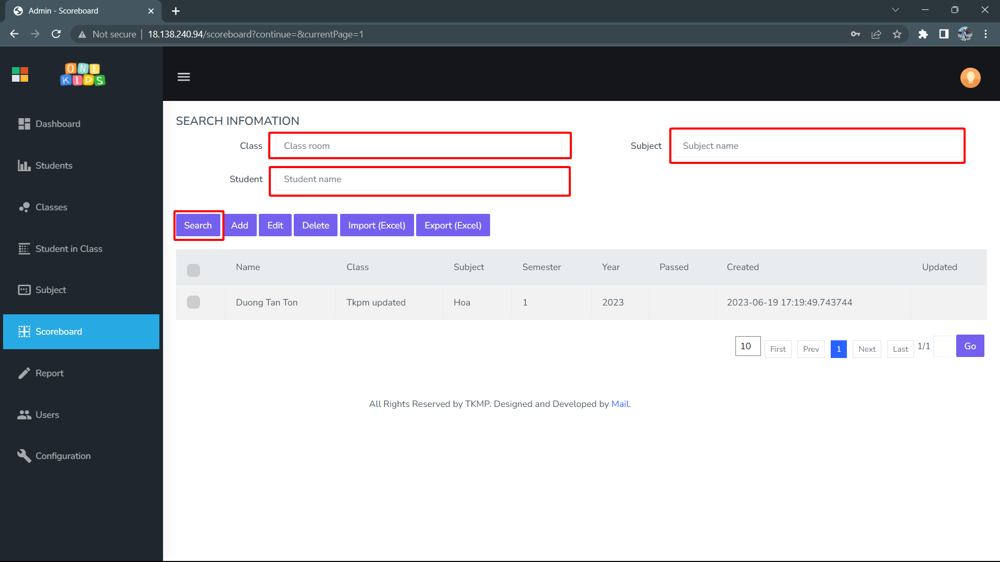 Admin - Scoreboard
Not secure 18.138.240.94/scoreboard?continue=&currentPage=1
ONE
KIDS
Dashboard
Students
Classes
Student in Class
Subject
Scoreboard
Report
Users
Configuration
SEARCH INFOMATION
Class Class room Subject Subject name
Student Student name
Search Add Edit Delete Import (Excel) Export (Excel)
Name Class Subject Semester Year Passed Created Updated
Duong Tan Ton Tkpm updated Hoa 1 2023 2023-06-19 17:19:49.743744
10 First Prev 1 Next Last 1/1 Go
All Rights Reserved by TKMP. Designed and Developed by Mail.